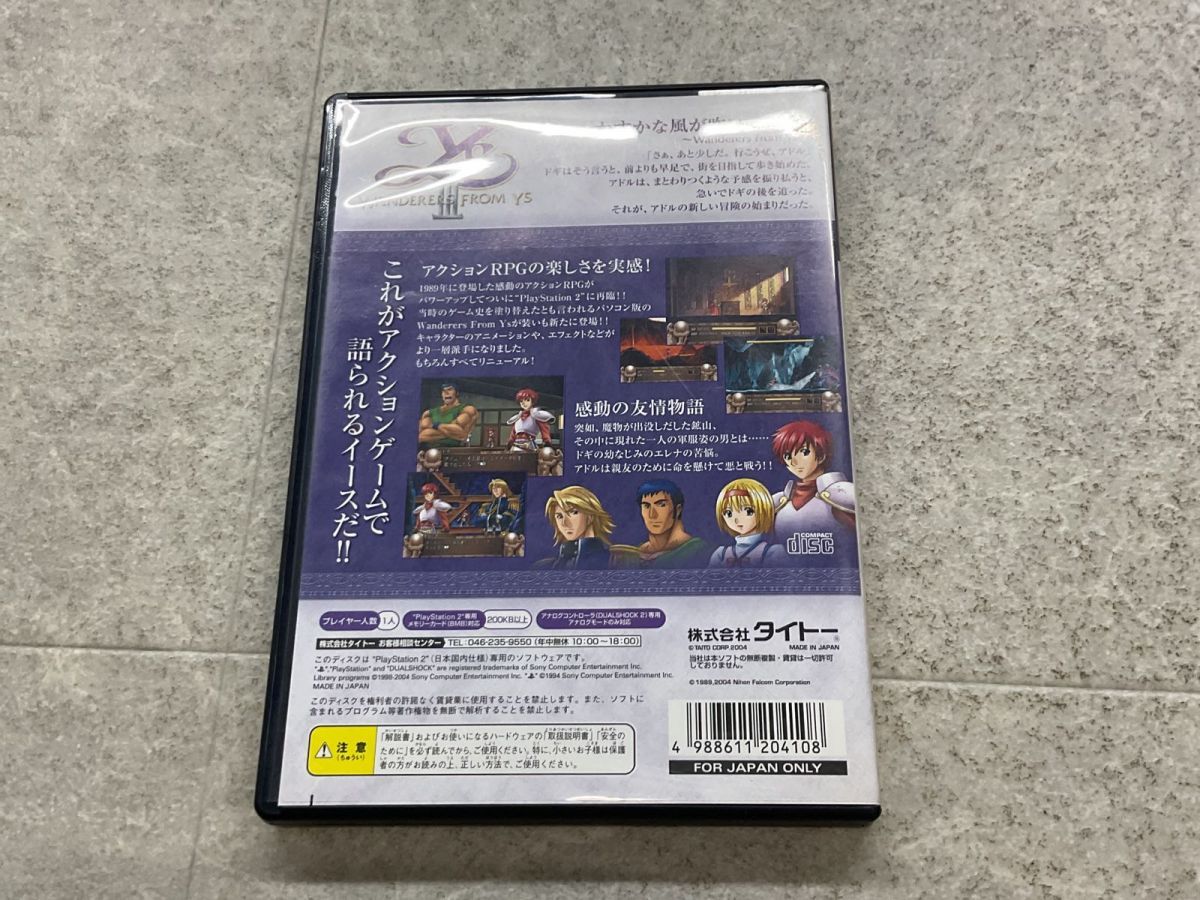 Ys
III
WANDERERS FROM YS
かすかな風が
~Wanderers From
「さぁ、あと少しだ。行こうぜ、アドル」
ドギはそう言うと、前よりも早足で、街を目指して歩き始めた。
アドルは、まとわりつくような予感を振り払うと、
急いでドギの後を追った。
それが、アドルの新しい冒険の始まりだった。
これがアクションゲームで
語られるイースだ!!
アクションRPGの楽しさを実感!
1989年に登場した感動のアクションRPGが
パワーアップしてついに"PlayStation 2"に再臨!!
当時のゲーム史を塗り替えたとも言われるパソコン版の
Wanderers From Ysが装いも新たに登場!!
キャラクターのアニメーションや、エフェクトなどが
より一層派手になりました。
もちろんすべてリニューアル!
感動の友情物語
突如、魔物が出没しだした鉱山。
その中に現れた一人の軍服姿の男とは……
ドギの幼なじみのエレナの苦悩。
アドルは親友のために命を懸けて悪と戦う!!
COMPACT
disc
プレイヤー人数 1人
"PlayStation 2"専用
メモリーカード(8MB)対応
200KB以上
アナログコントローラ(DUALSHOCK 2)専用
アナログモードのみ対応
株式会社タイトー お客様相談センター TEL:046-235-9550 (年中無休 10:00~18:00)
このディスクは "PlayStation 2" (日本国内仕様) 専用のソフトウェアです。
","PlayStation" and "DUALSHOCK" are registered trademarks of Sony Computer Entertainment Inc.
Library programs ©1998-2004 Sony Computer Entertainment Inc. " " ©1994 Sony Computer Entertainment Inc.
MADE IN JAPAN
このディスクを権利者の許諾なく賃貸業に使用することを禁止します。また、ソフトに
含まれるプログラム等著作権物を無断で解析することを禁止します。
注意
(ちゅうい)
「解説書」およびお使いになるハードウェアの「取扱説明書」「安全の
ために」を必ず読んでから、ご使用ください。特に、小さいお子様は保護
者の方がお読みの上、正しい方法で、ご使用ください。
株式会社 タイトー®
©TAITO CORP.2004 MADE IN JAPAN
当社は本ソフトの無断複製・賃貸は一切許可
しておりません。
©1989,2004 Nihon Falcom Corporation
4 988611 204108
FOR JAPAN ONLY